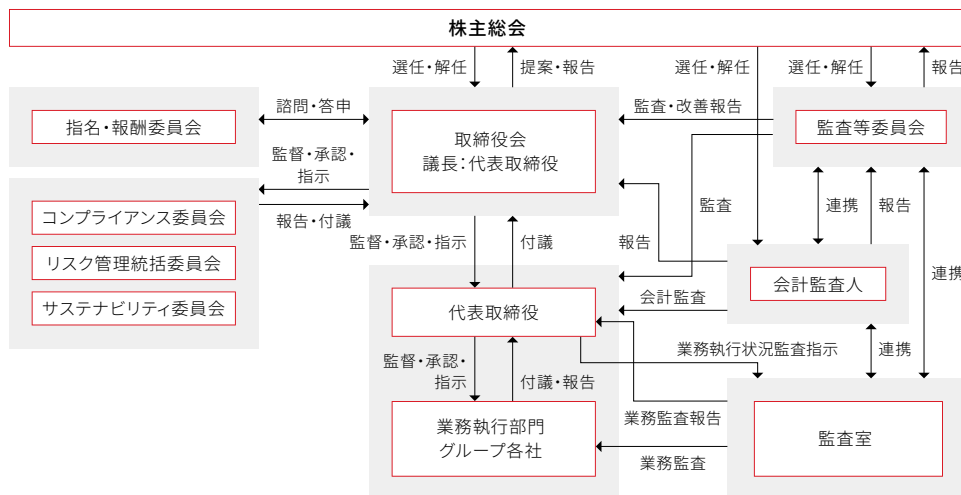 株主総会
選任・解任
提案・報告
選任・解任
選任・解任
報告
指名・報酬委員会
諮問・答申
取締役会
議長：代表取締役
監査・改善報告
監査等委員会
監督・承認・
指示
報告・付議
コンプライアンス委員会
リスク管理統括委員会
サステナビリティ委員会
監査
連携
報告
監督・承認・指示
付議
報告
連携
会計監査人
代表取締役
会計監査
業務執行状況監査指示
連携
監督・承認・
指示
付議・報告
業務執行部門
グループ各社
業務監査報告
業務監査
監査室